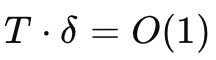 T · δ = O(1)